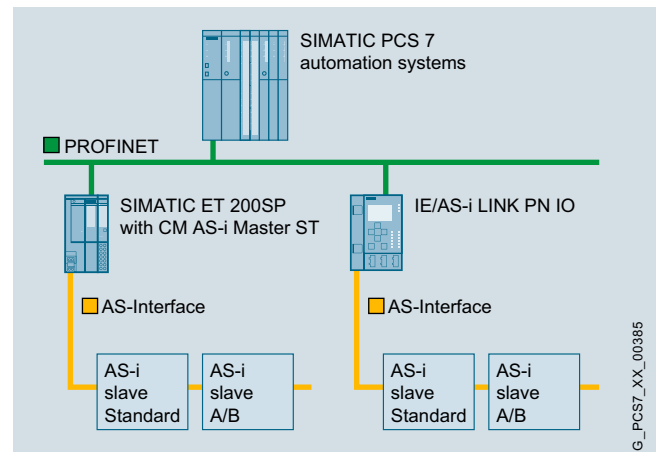 SIMATIC PCS 7
automation systems
PROFINET
SIMATIC ET 200SP
with CM AS-i Master ST
IE/AS-i LINK PN IO
AS-Interface
AS-Interface
AS-i
slave
Standard
AS-i
slave
A/B
AS-i
slave
Standard
AS-i
slave
A/B
G_PCS7_XX_00385